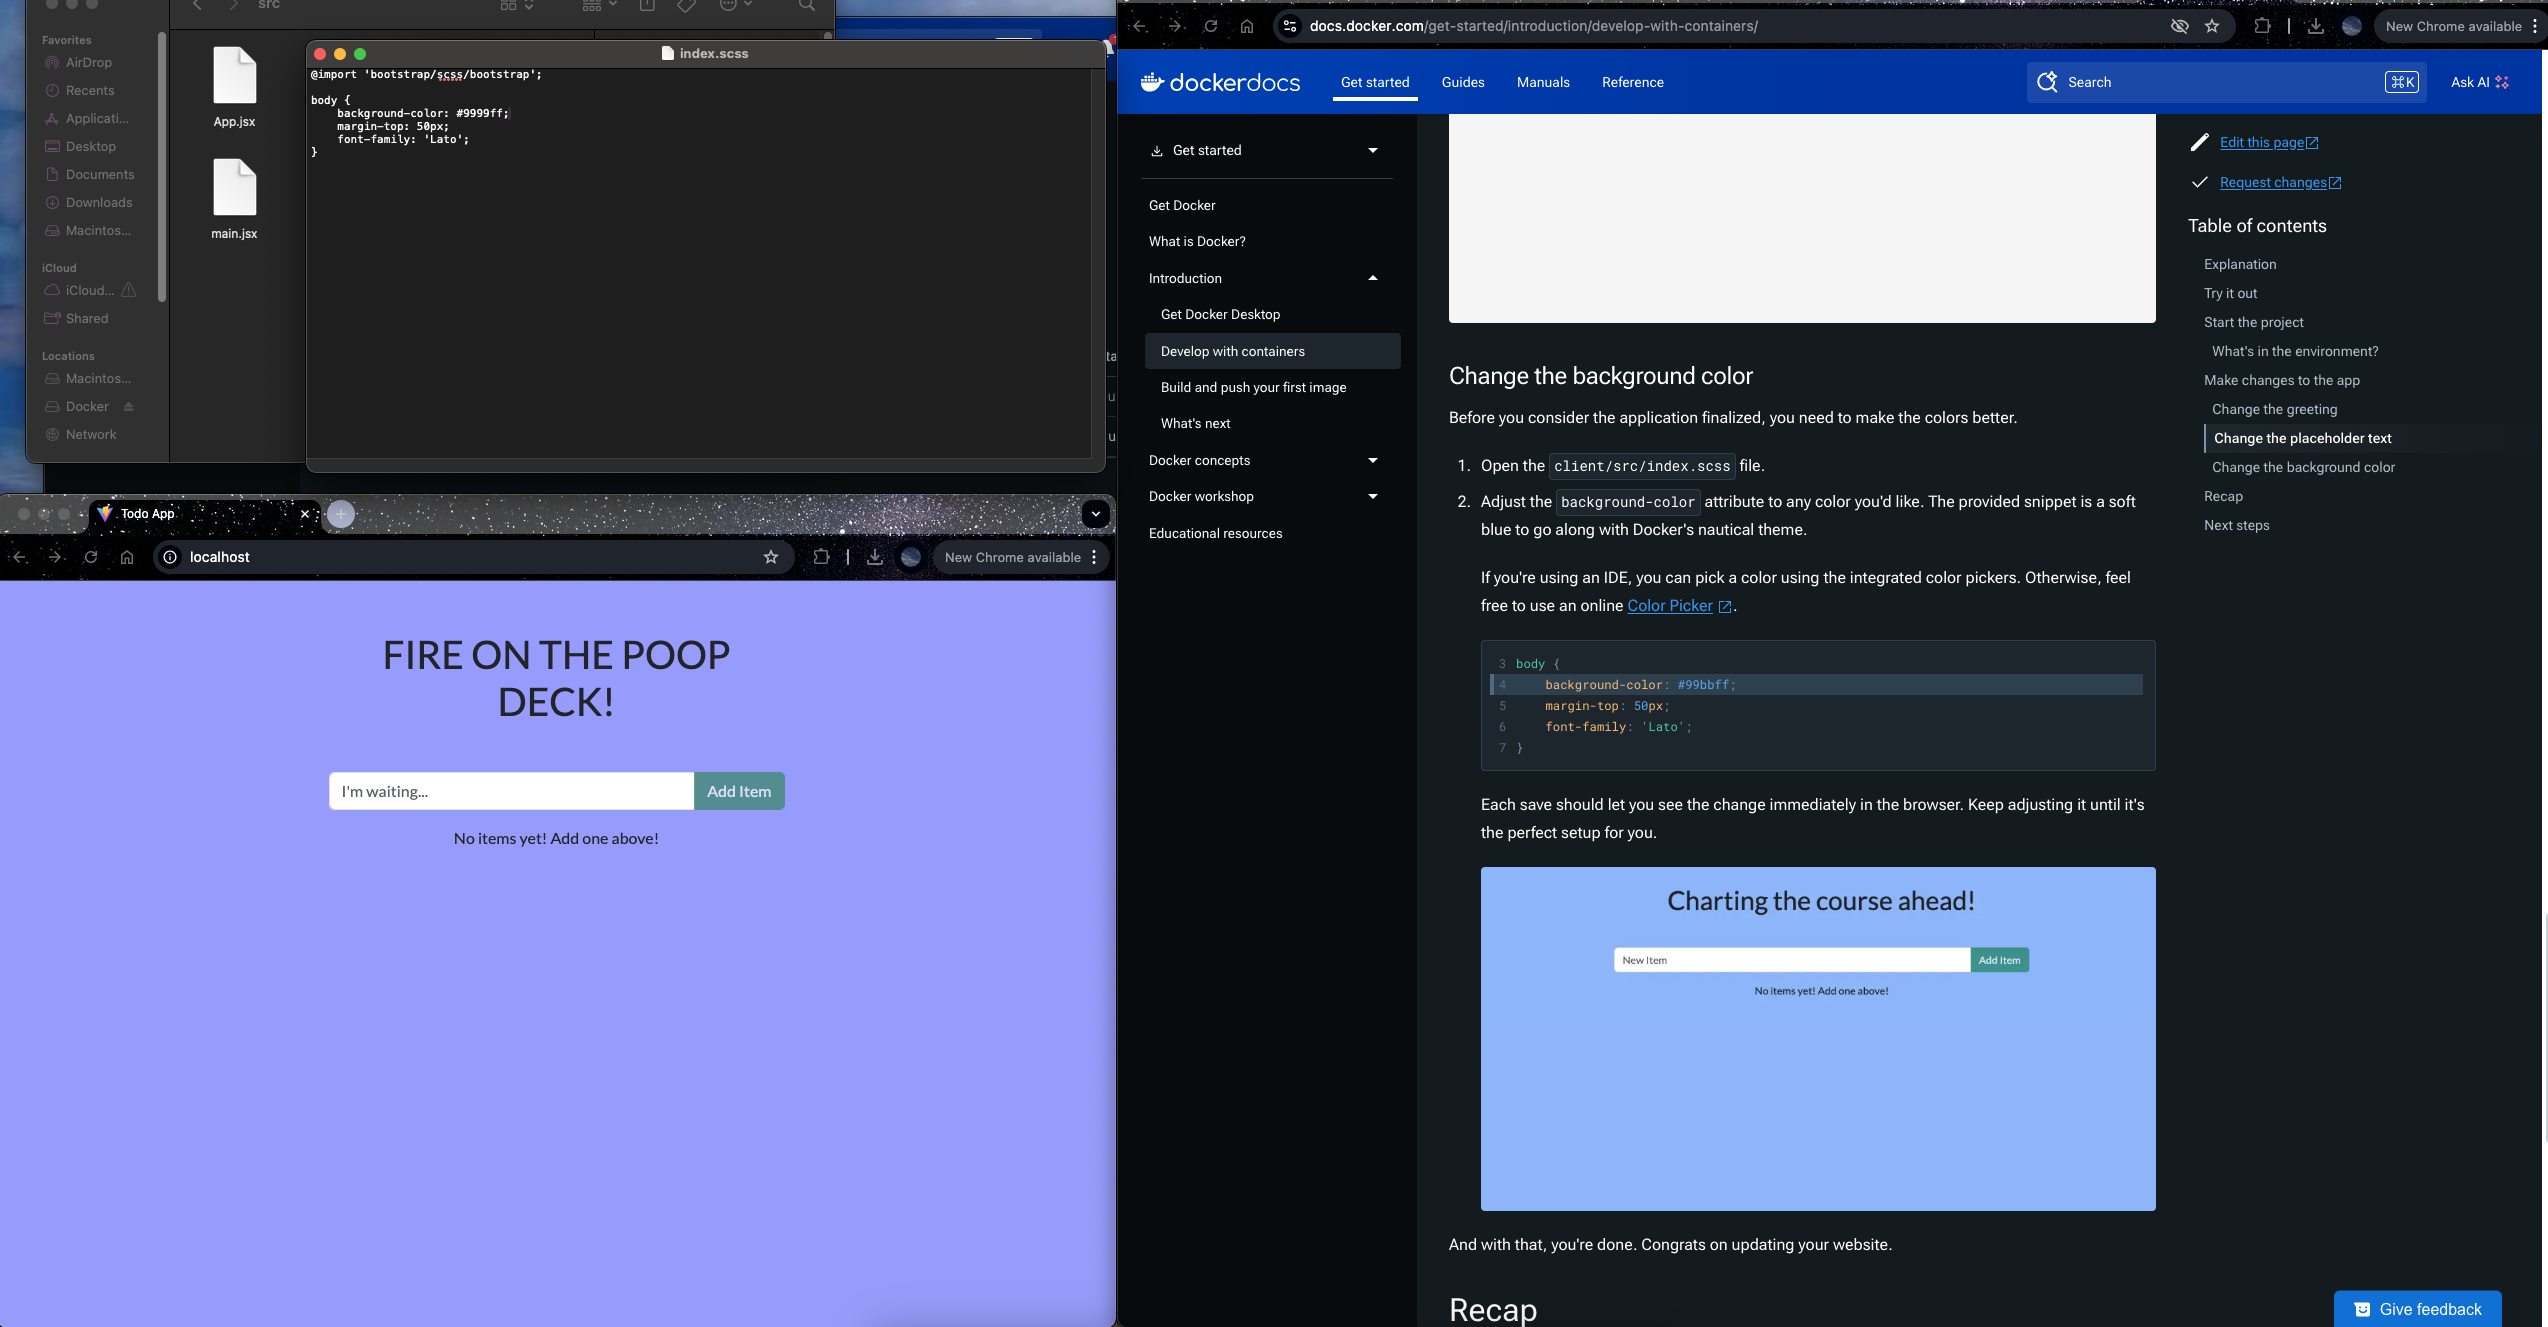 src
Favorites
AirDrop
Recents
Applicati...
Desktop
Documents
Downloads
Macintos...
iCloud
iCloud...
Shared
Locations
Macintos...
Docker
Network
App.jsx
main.jsx
index.scss
@import 'bootstrap/scss/bootstrap';
body {
background-color: #9999ff;
margin-top: 50px;
font-family: 'Lato';
}
Todo App
localhost
New Chrome available
FIRE ON THE POOP
DECK!
I'm waiting...
Add Item
No items yet! Add one above!
docs.docker.com/get-started/introduction/develop-with-containers/
New Chrome available
dockerdocs
Get started
Guides
Manuals
Reference
Search
⌘K
Ask AI
Get started
Get Docker
What is Docker?
Introduction
Get Docker Desktop
Develop with containers
Build and push your first image
What's next
Docker concepts
Docker workshop
Educational resources
Change the background color
Before you consider the application finalized, you need to make the colors better.
1. Open the client/src/index.scss file.
2. Adjust the background-color attribute to any color you'd like. The provided snippet is a soft
blue to go along with Docker's nautical theme.
If you're using an IDE, you can pick a color using the integrated color pickers. Otherwise, feel
free to use an online Color Picker.
3 body {
4 background-color: #99bbff;
5 margin-top: 50px;
6 font-family: 'Lato';
7 }
Each save should let you see the change immediately in the browser. Keep adjusting it until it's
the perfect setup for you.
Charting the course ahead!
New Item
Add Item
No items yet! Add one above!
And with that, you're done. Congrats on updating your website.
Recap
Edit this page
Request changes
Table of contents
Explanation
Try it out
Start the project
What's in the environment?
Make changes to the app
Change the greeting
Change the placeholder text
Change the background color
Recap
Next steps
Give feedback